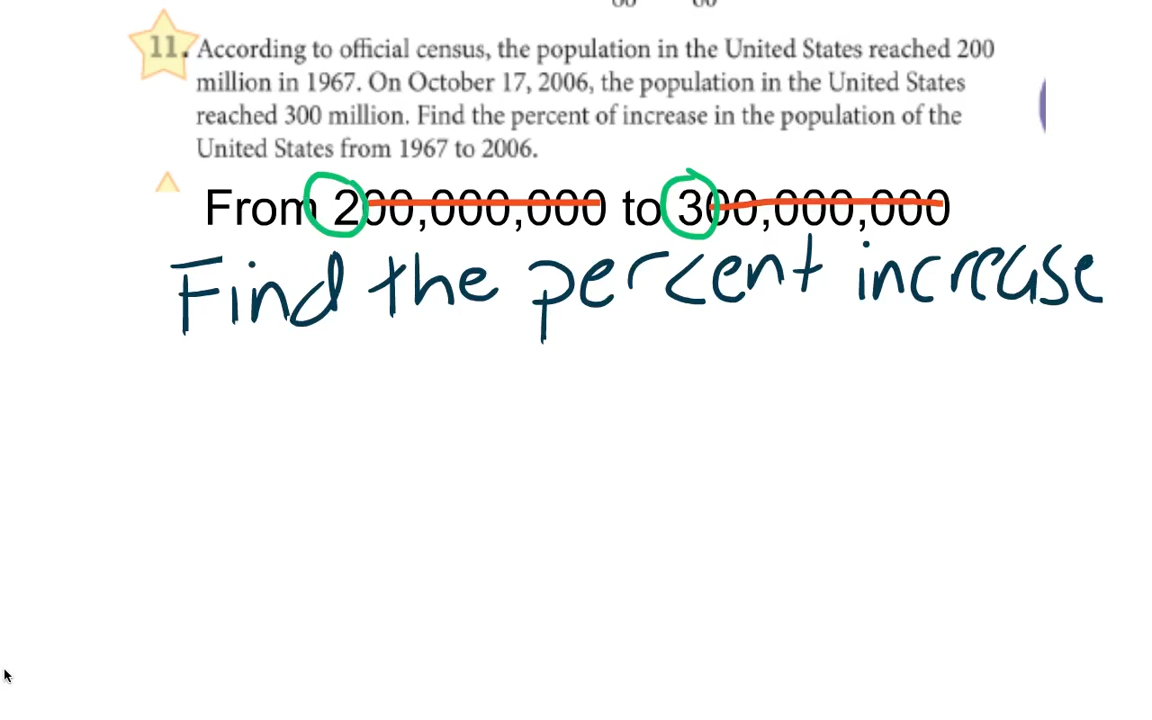 11. According to official census, the population in the United States reached 200
million in 1967. On October 17, 2006, the population in the United States
reached 300 million. Find the percent of increase in the population of the
United States from 1967 to 2006.
From 200,000,000 to 300,000,000
Find the percent increase